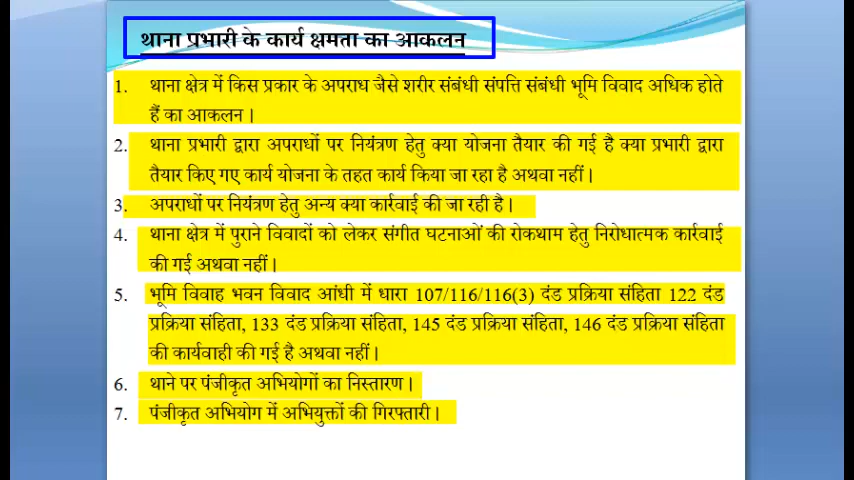 थाना प्रभारी के कार्य क्षमता का आकलन
1. थाना क्षेत्र में किस प्रकार के अपराध जैसे शरीर संबंधी संपत्ति संबंधी भूमि विवाद अधिक होते
हैं का आकलन।
2. थाना प्रभारी द्वारा अपराधों पर नियंत्रण हेतु क्या योजना तैयार की गई है क्या प्रभारी द्वारा
तैयार किए गए कार्य योजना के तहत कार्य किया जा रहा है अथवा नहीं।
3. अपराधों पर नियंत्रण हेतु अन्य क्या कार्रवाई की जा रही है।
4. थाना क्षेत्र में पुराने विवादों को लेकर संगीत घटनाओं की रोकथाम हेतु निरोधात्मक कार्रवाई
की गई अथवा नहीं।
5. भूमि विवाह भवन विवाद आंधी में धारा 107/116/116(3) दंड प्रक्रिया संहिता 122 दंड
प्रक्रिया संहिता, 133 दंड प्रक्रिया संहिता, 145 दंड प्रक्रिया संहिता, 146 दंड प्रक्रिया संहिता
की कार्यवाही की गई है अथवा नहीं।
6. थाने पर पंजीकृत अभियोगों का निस्तारण।
7. पंजीकृत अभियोग में अभियुक्तों की गिरफ्तारी।